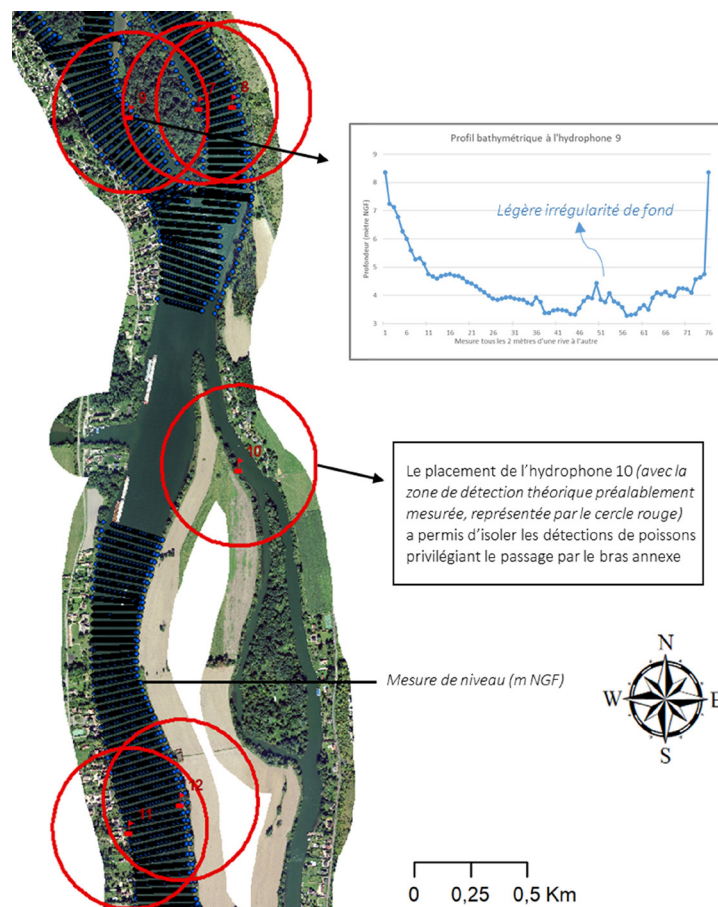 6
7
8
Profil bathymétrique à l'hydrophone 9
Profondeur (mètre NGF)
9
8
7
6
5
4
3
Légère irrégularité de fond
1 6 11 16 21 26 31 36 41 46 51 56 61 66 71 76
Mesure tous les 2 mètres d'une rive à l'autre
10
Le placement de l'hydrophone 10 (avec la
zone de détection théorique préalablement
mesurée, représentée par le cercle rouge)
a permis d'isoler les détections de poissons
privilégiant le passage par le bras annexe
N
W E
S
Mesure de niveau (m NGF)
12
11
0 0,25 0,5 Km